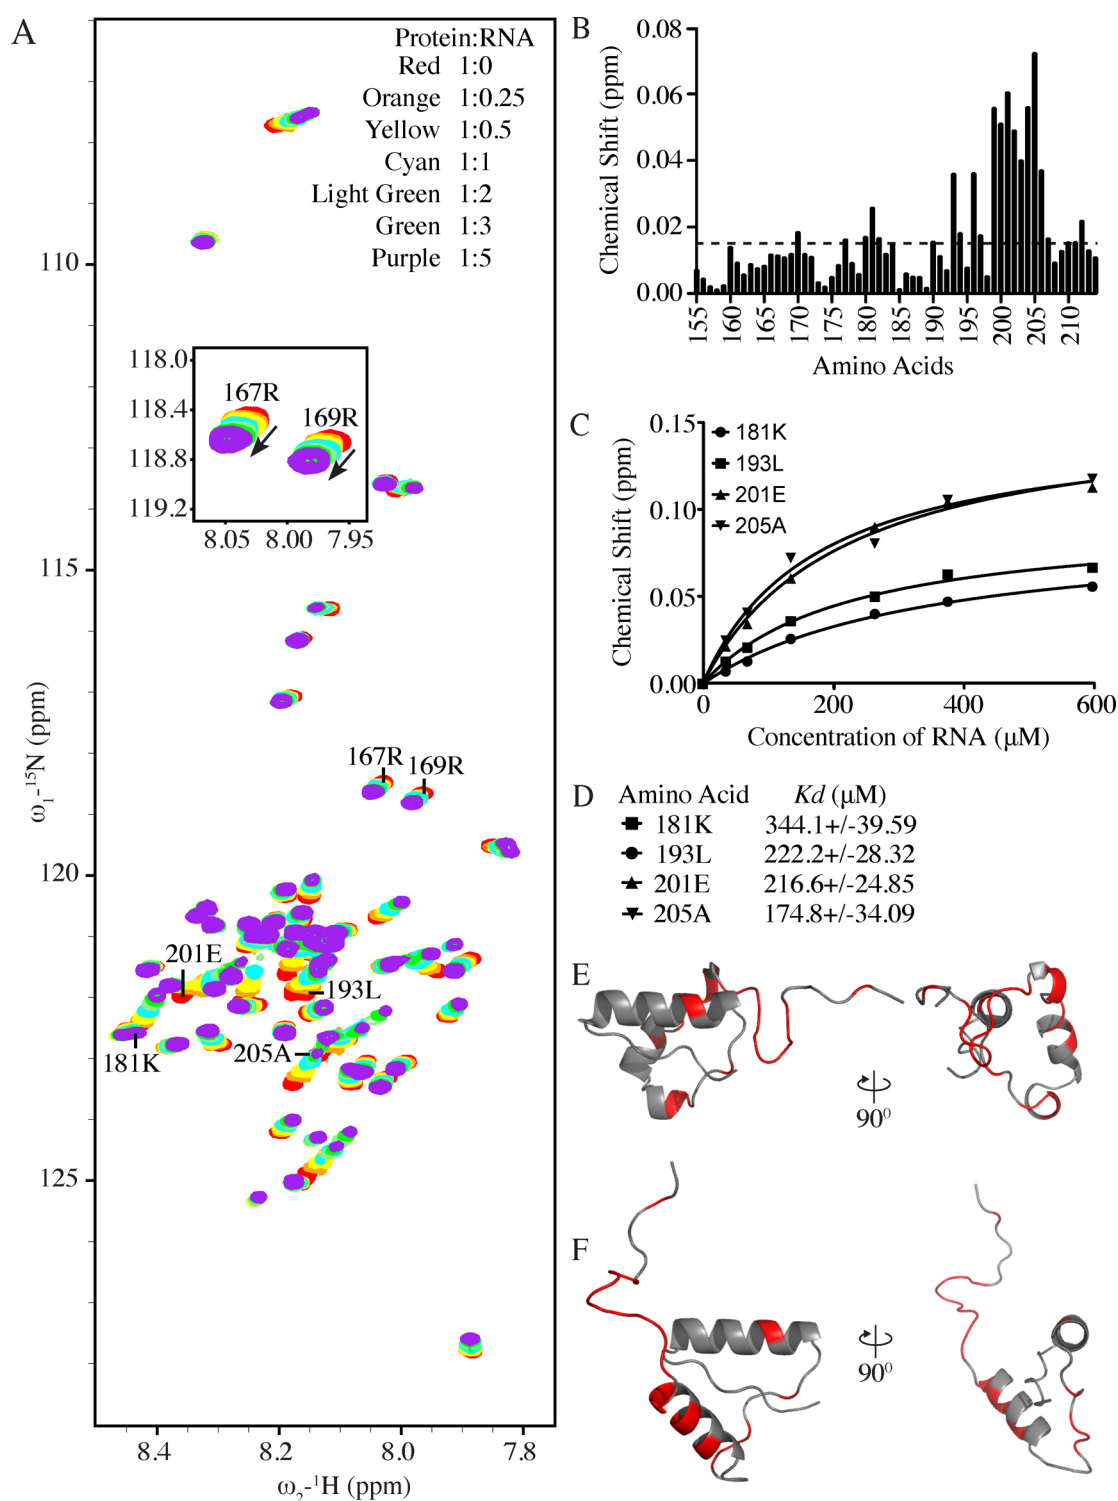 A
Protein:RNA
Red 1:0
Orange 1:0.25
Yellow 1:0.5
Cyan 1:1
Light Green 1:2
Green 1:3
Purple 1:5
110
115
120
125
118.0
118.4
118.8
119.2
167R
169R
8.05 8.00 7.95
167R
169R
201E
193L
205A
181K
8.4 8.2 8.0 7.8
ω₁-¹⁵N (ppm)
ω₂-¹H (ppm)
B
Chemical Shift (ppm)
0.08
0.06
0.04
0.02
0.00
155 160 165 170 175 180 185 190 195 200 205 210
Amino Acids
C
Chemical Shift (ppm)
0.15
0.10
0.05
0.00
181K
193L
201E
205A
0 200 400 600
Concentration of RNA (µM)
D
Amino Acid Kd (µM)
181K 344.1+/-39.59
193L 222.2+/-28.32
201E 216.6+/-24.85
205A 174.8+/-34.09
E
90⁰
F
90⁰